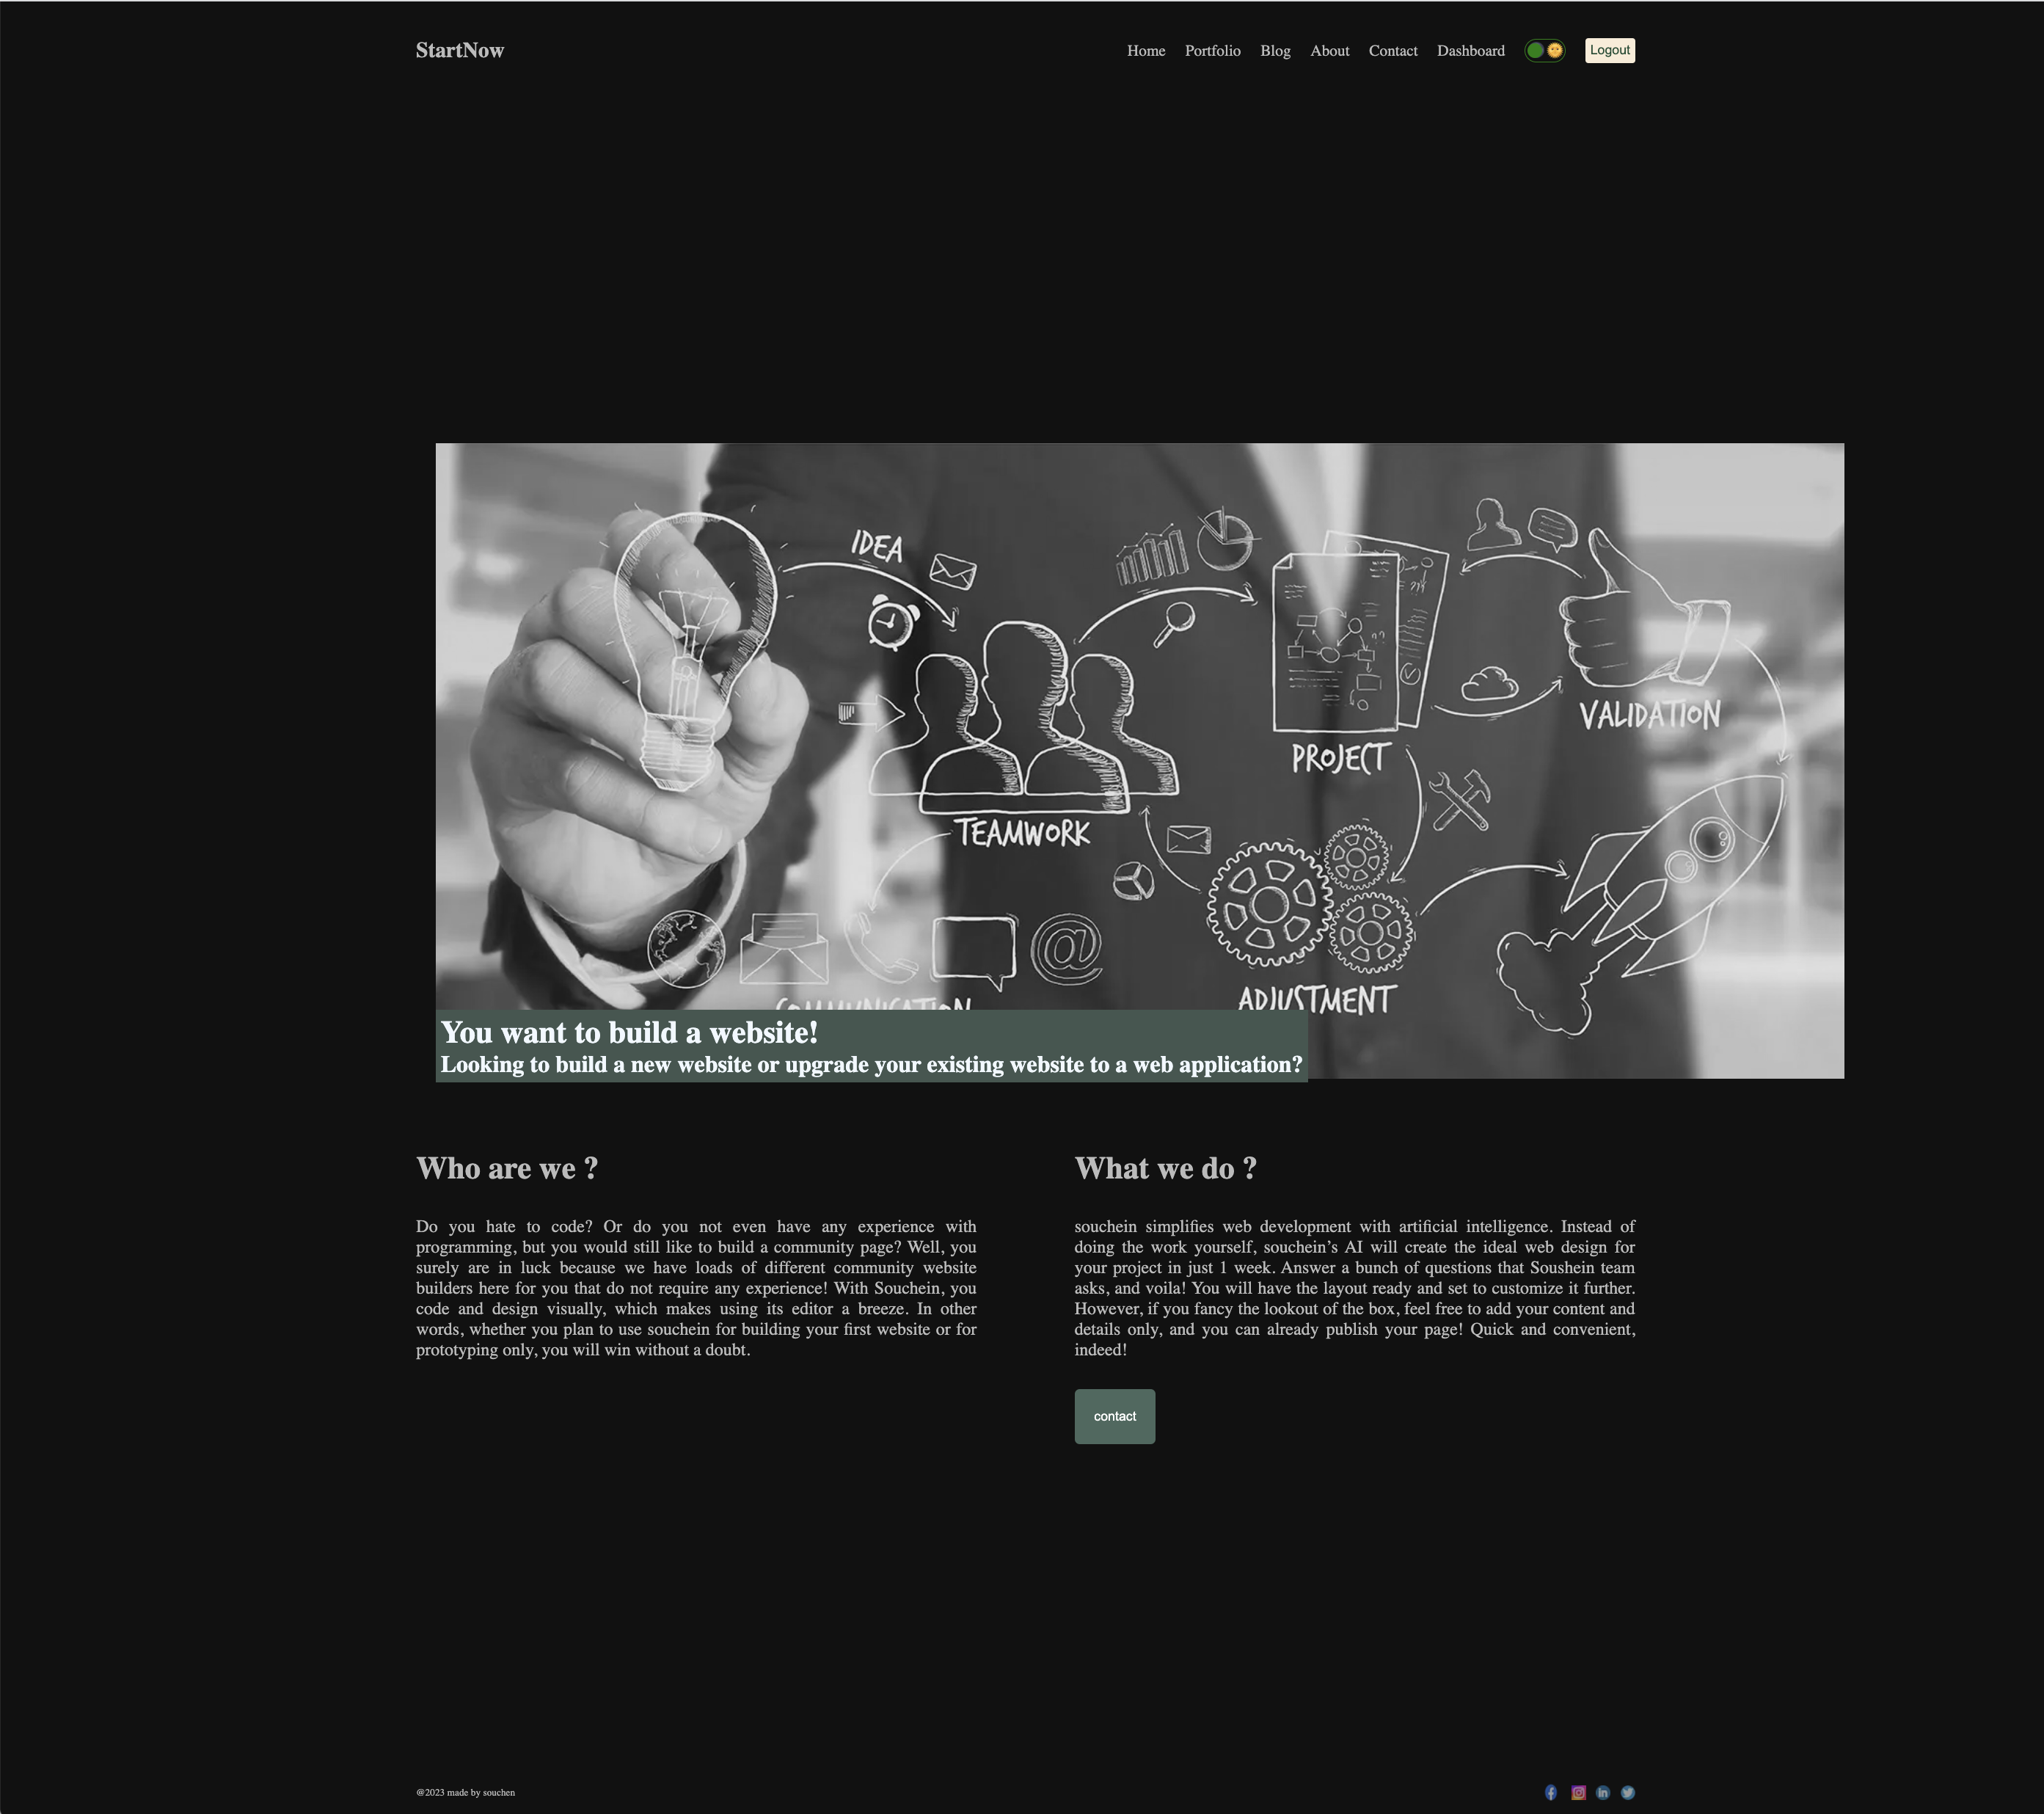 StartNow
Home Portfolio Blog About Contact Dashboard Logout
IDEA
VALIDATION
PROJECT
TEAMWORK
@
COMMUNICATION
ADJUSTMENT
You want to build a website!
Looking to build a new website or upgrade your existing website to a web application?
Who are we ?
Do you hate to code? Or do you not even have any experience with
programming, but you would still like to build a community page? Well, you
surely are in luck because we have loads of different community website
builders here for you that do not require any experience! With Souchein, you
code and design visually, which makes using its editor a breeze. In other
words, whether you plan to use souchein for building your first website or for
prototyping only, you will win without a doubt.
What we do ?
souchein simplifies web development with artificial intelligence. Instead of
doing the work yourself, souchein’s AI will create the ideal web design for
your project in just 1 week. Answer a bunch of questions that Soushein team
asks, and voila! You will have the layout ready and set to customize it further.
However, if you fancy the lookout of the box, feel free to add your content and
details only, and you can already publish your page! Quick and convenient,
indeed!
contact
@2023 made by souchen